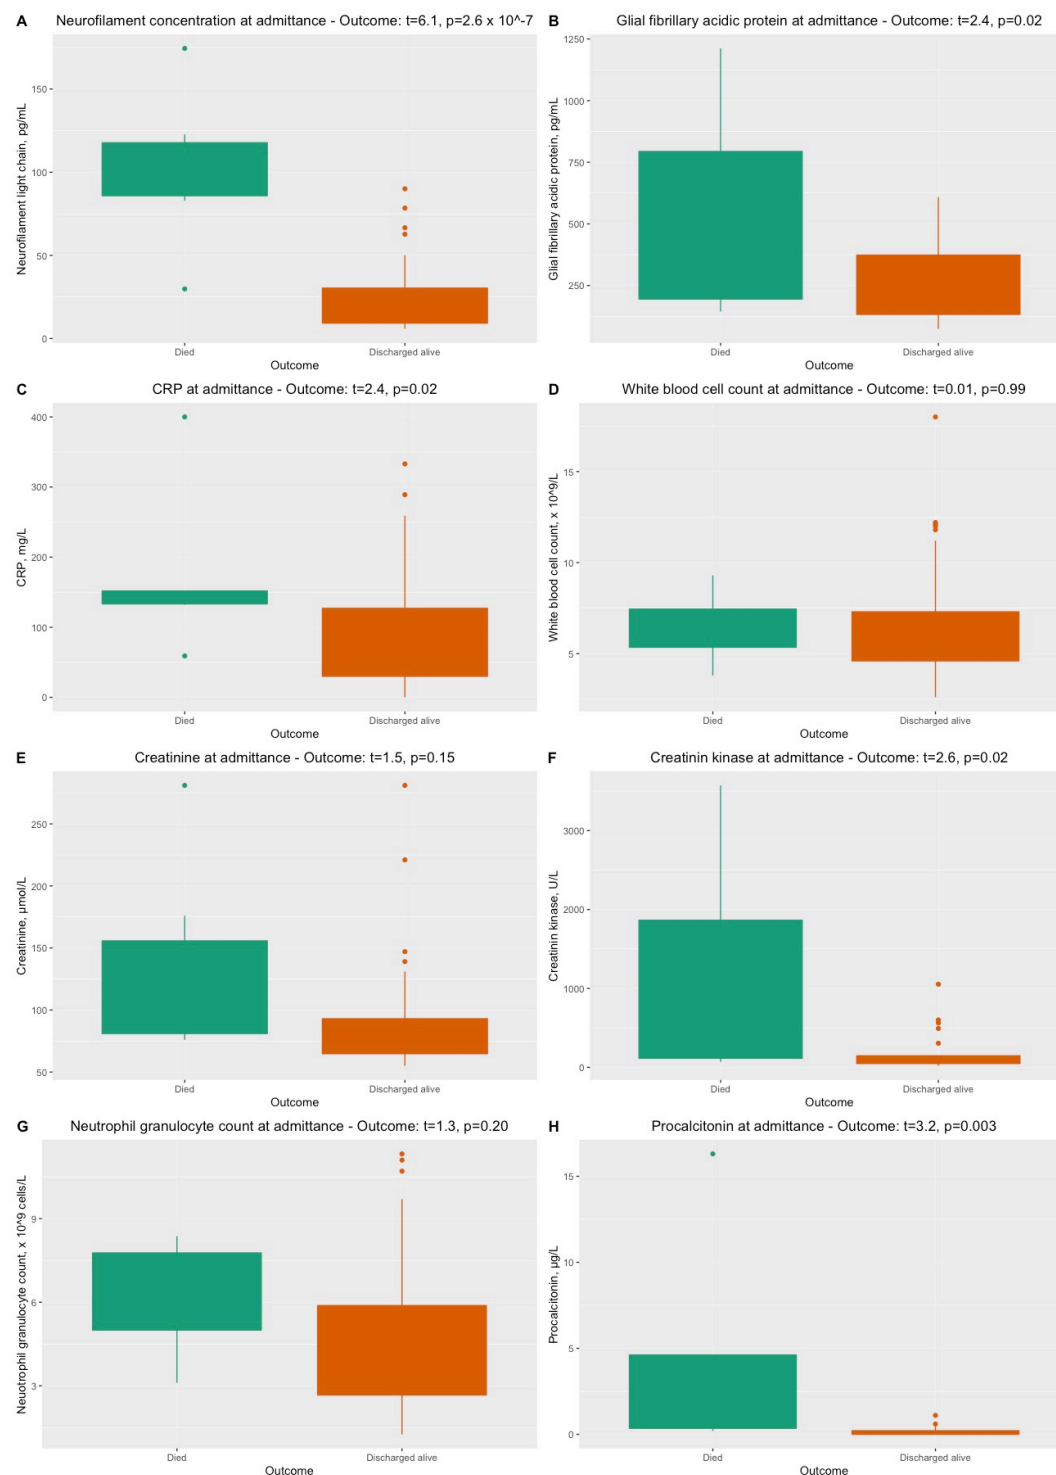 A Neurofilament concentration at admittance - Outcome: t=6.1, p=2.6 x 10^-7
Neurofilament light chain, pg/mL
150
100
50
0
Died Discharged alive
Outcome
B Glial fibrillary acidic protein at admittance - Outcome: t=2.4, p=0.02
Glial fibrillary acidic protein, pg/mL
1250
1000
750
500
250
Died Discharged alive
Outcome
C CRP at admittance - Outcome: t=2.4, p=0.02
CRP, mg/L
400
300
200
100
0
Died Discharged alive
Outcome
D White blood cell count at admittance - Outcome: t=0.01, p=0.99
White blood cell count, x 10^9/L
15
10
5
Died Discharged alive
Outcome
E Creatinine at admittance - Outcome: t=1.5, p=0.15
Creatinine, µmol/L
250
200
150
100
50
Died Discharged alive
Outcome
F Creatinin kinase at admittance - Outcome: t=2.6, p=0.02
Creatinin kinase, U/L
3000
2000
1000
0
Died Discharged alive
Outcome
G Neutrophil granulocyte count at admittance - Outcome: t=1.3, p=0.20
Neuotrophil granulocyte count, x 10^9 cells/L
9
6
3
Died Discharged alive
Outcome
H Procalcitonin at admittance - Outcome: t=3.2, p=0.003
Procalcitonin, µg/L
15
10
5
0
Died Discharged alive
Outcome